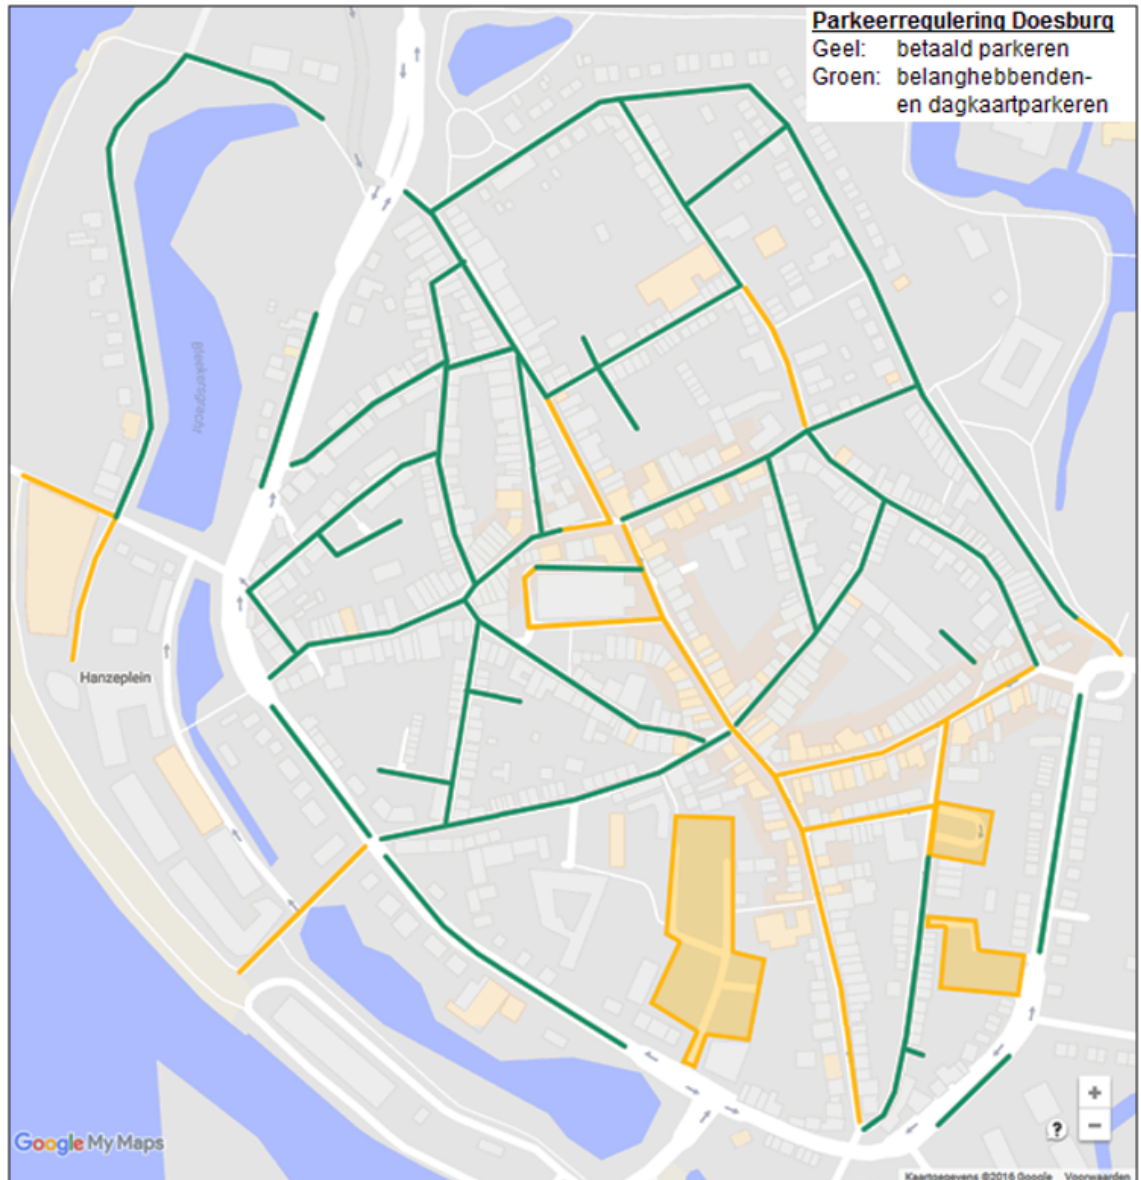 Parkeerregulering Doesburg
Geel: betaald parkeren
Groen: belanghebbenden-
en dagkaartparkeren
Bleekersgracht
Hanzeplein
+
−
?
Google My Maps
Kaartgegevens ©2016 Google Voorwaarden